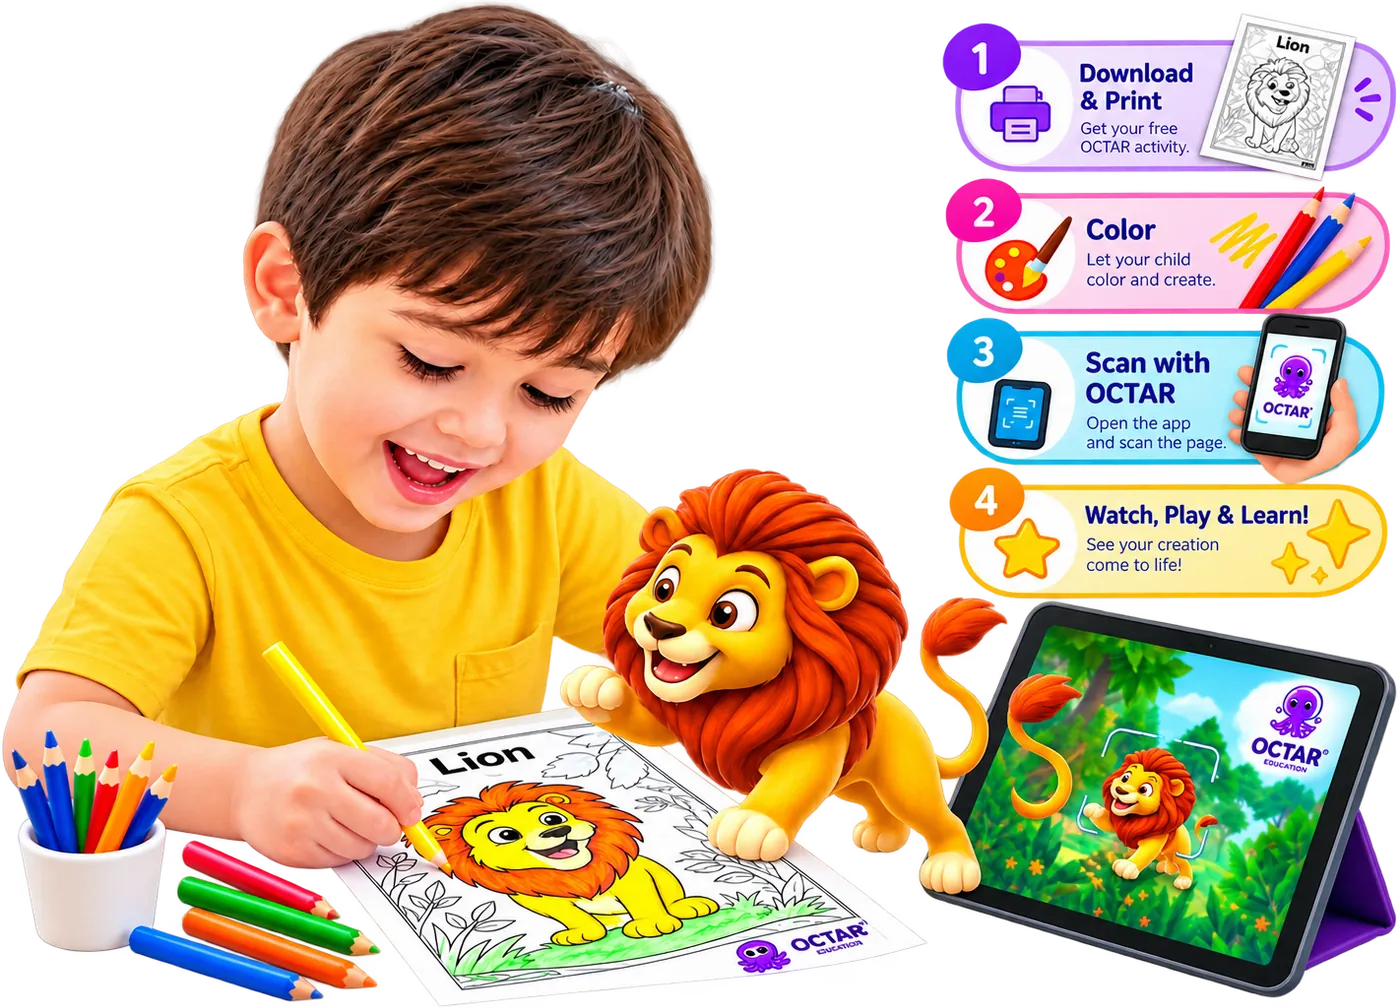 1
Download
& Print
Get your free
OCTAR activity.
Lion
2
Color
Let your child
color and create.
3
Scan with
OCTAR
Open the app
and scan the page.
OCTAR
4
Watch, Play & Learn!
See your creation
come to life!
Lion
OCTAR
EDUCATION
OCTAR®
EDUCATION